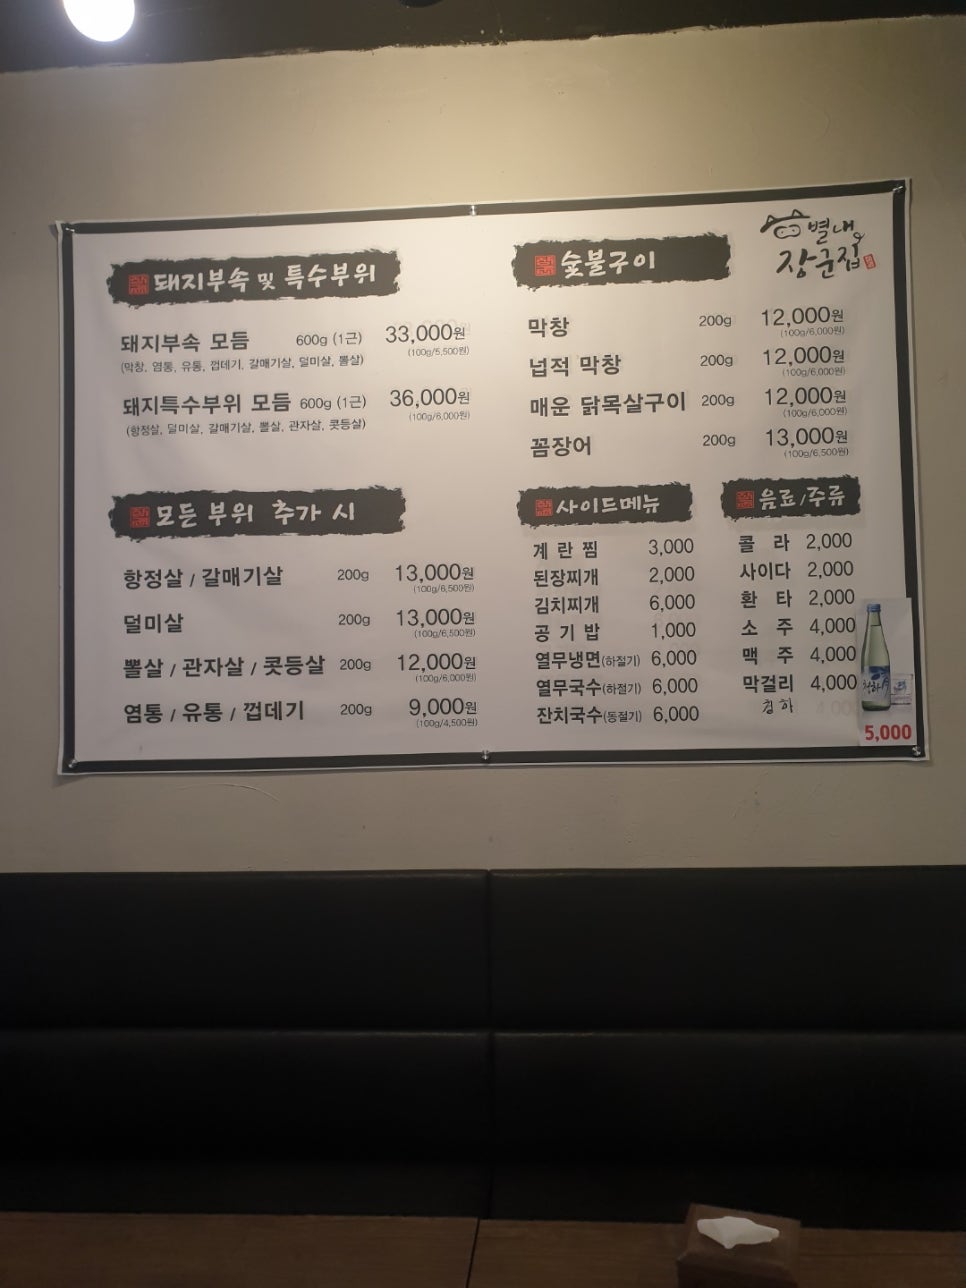 별내
장군집
돼지부속 및 특수부위
돼지부속 모듬 600g (1근) 33,000원
(100g/5,500원)
(막창, 염통, 유통, 껍데기, 갈매기살, 덜미살, 뽈살)
돼지특수부위 모듬 600g (1근) 36,000원
(100g/6,000원)
(항정살, 덜미살, 갈매기살, 뽈살, 관자살, 콧등살)
모든 부위 추가 시
항정살 / 갈매기살 200g 13,000원
(100g/6,500원)
덜미살 200g 13,000원
(100g/6,500원)
뽈살 / 관자살 / 콧등살 200g 12,000원
(100g/6,000원)
염통 / 유통 / 껍데기 200g 9,000원
(100g/4,500원)
숯불구이
막창 200g 12,000원
(100g/6,000원)
넙적 막창 200g 12,000원
(100g/6,000원)
매운 닭목살구이 200g 12,000원
(100g/6,000원)
꼼장어 200g 13,000원
(100g/6,500원)
사이드메뉴
계란찜 3,000
된장찌개 2,000
김치찌개 6,000
공기밥 1,000
열무냉면(하절기) 6,000
열무국수(하절기) 6,000
잔치국수(동절기) 6,000
음료/주류
콜라 2,000
사이다 2,000
환타 2,000
소주 4,000
맥주 4,000
막걸리 4,000
청하
청하
5,000